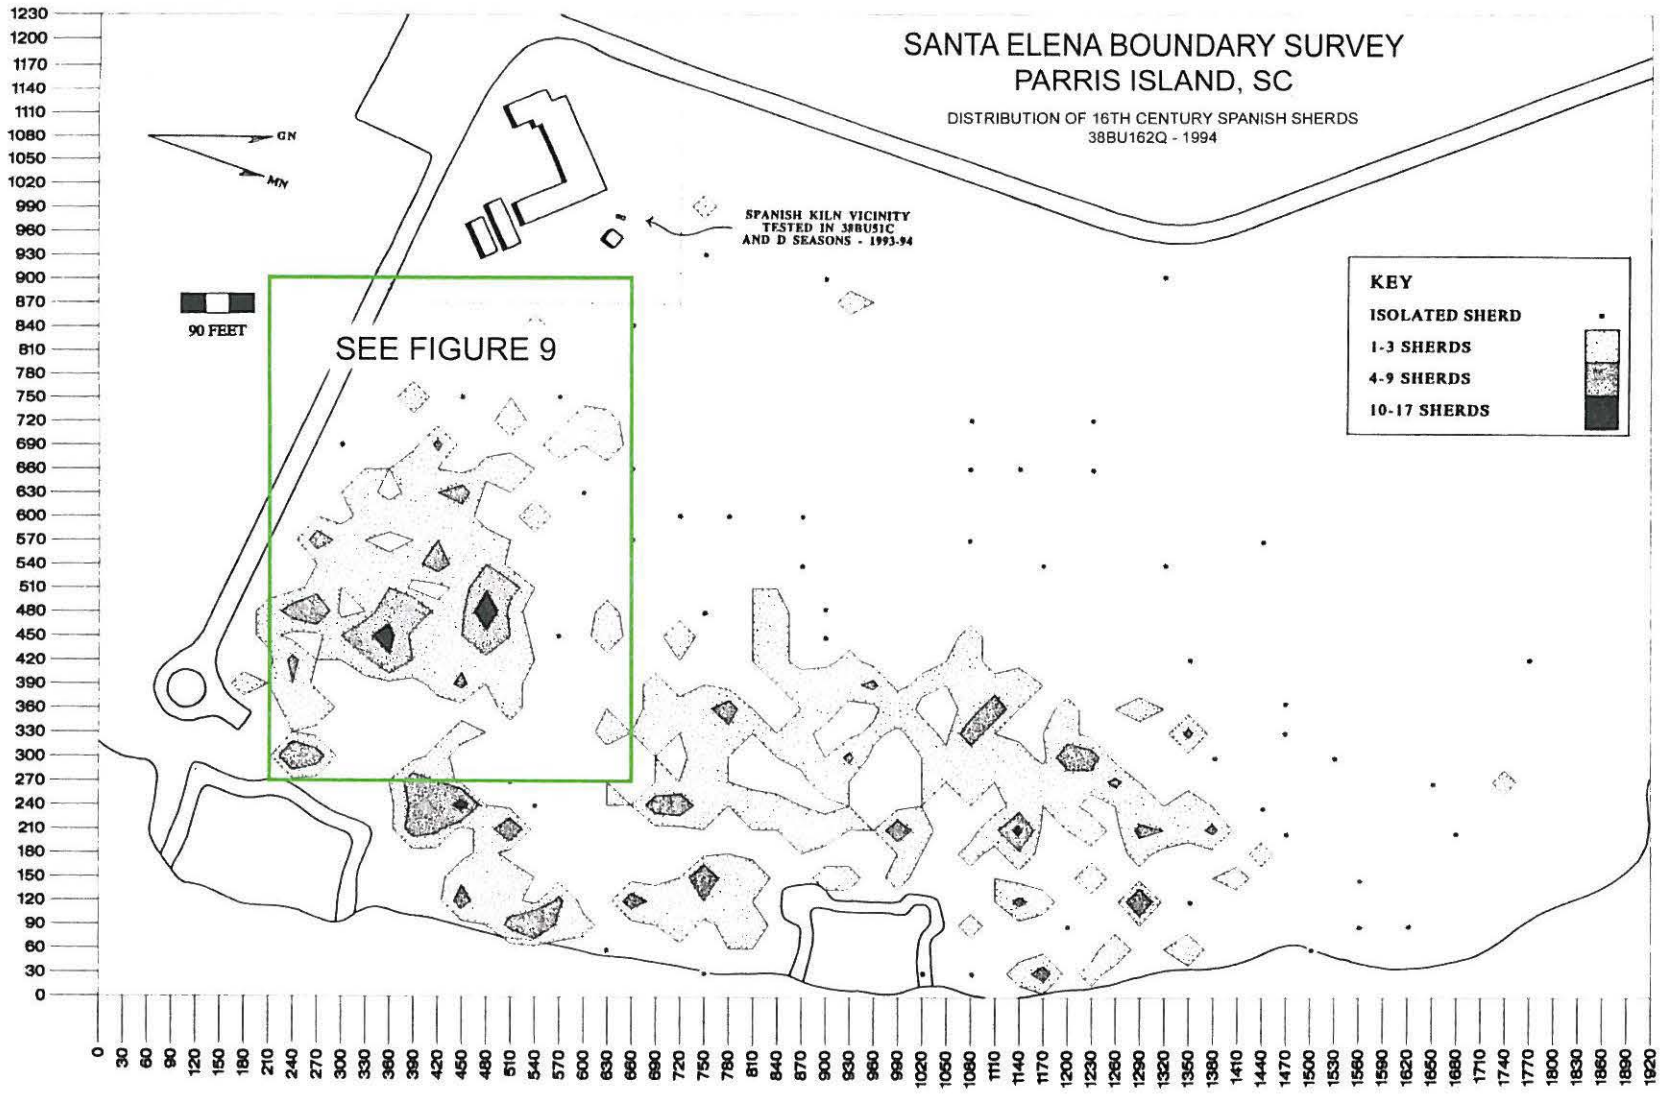 SANTA ELENA BOUNDARY SURVEY
PARRIS ISLAND, SC
DISTRIBUTION OF 16TH CENTURY SPANISH SHERDS
38BU162Q - 1994
GN
MN
SPANISH KILN VICINITY
TESTED IN 38BU51C
AND D SEASONS - 1993-94
90 FEET
SEE FIGURE 9
KEY
ISOLATED SHERD
1-3 SHERDS
4-9 SHERDS
10-17 SHERDS
1230
1200
1170
1140
1110
1080
1050
1020
990
960
930
900
870
840
810
780
750
720
690
660
630
600
570
540
510
480
450
420
390
360
330
300
270
240
210
180
150
120
90
60
30
0
0 30 60 90 120 150 180 210 240 270 300 330 360 390 420 450 480 510 540 570 600 630 660 690 720 750 780 810 840 870 900 930 960 990 1020 1050 1080 1110 1140 1170 1200 1230 1260 1290 1320 1350 1380 1410 1440 1470 1500 1530 1560 1590 1620 1650 1680 1710 1740 1770 1800 1830 1860 1890 1920